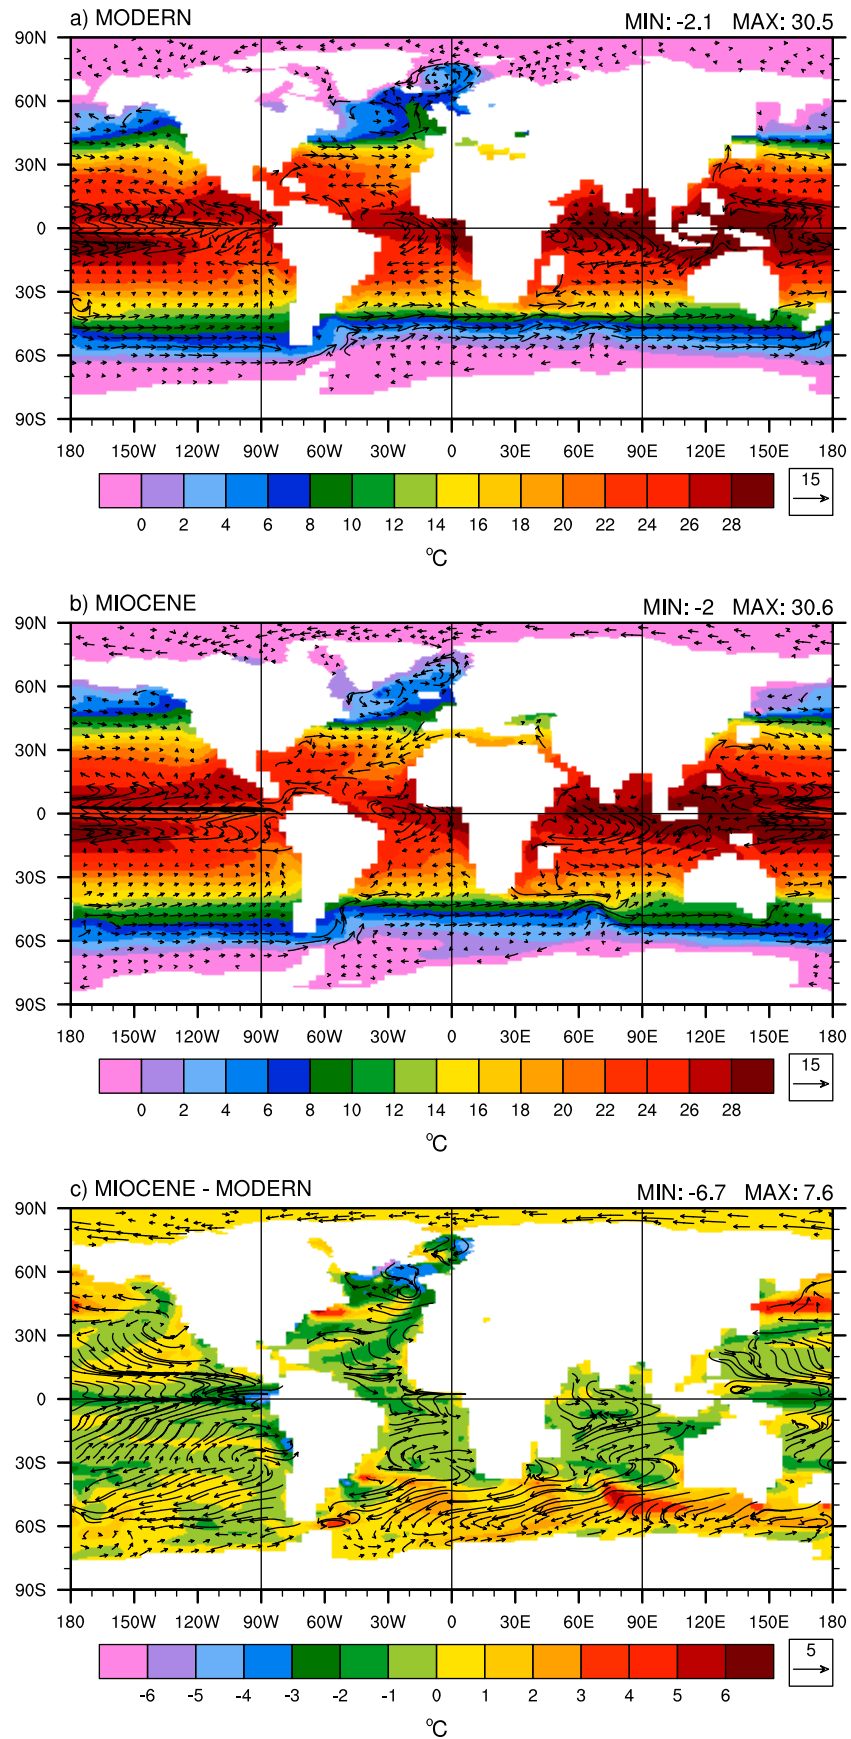 a) MODERN MIN: -2.1 MAX: 30.5
90N
60N
30N
0
30S
60S
90S
180 150W 120W 90W 60W 30W 0 30E 60E 90E 120E 150E 180
0 2 4 6 8 10 12 14 16 18 20 22 24 26 28
15
°C
b) MIOCENE MIN: -2 MAX: 30.6
90N
60N
30N
0
30S
60S
90S
180 150W 120W 90W 60W 30W 0 30E 60E 90E 120E 150E 180
0 2 4 6 8 10 12 14 16 18 20 22 24 26 28
15
°C
c) MIOCENE - MODERN MIN: -6.7 MAX: 7.6
90N
60N
30N
0
30S
60S
90S
180 150W 120W 90W 60W 30W 0 30E 60E 90E 120E 150E 180
-6 -5 -4 -3 -2 -1 0 1 2 3 4 5 6
5
°C